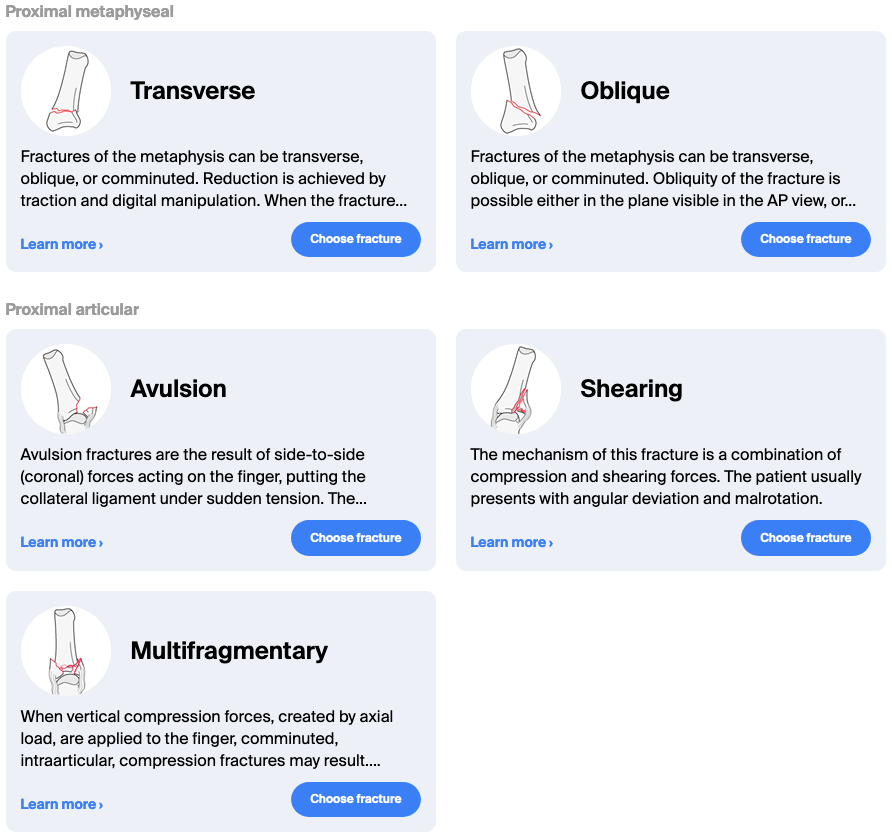 Proximal metaphyseal
Transverse
Fractures of the metaphysis can be transverse,
oblique, or comminuted. Reduction is achieved by
traction and digital manipulation. When the fracture...
Learn more ›
Choose fracture
Oblique
Fractures of the metaphysis can be transverse,
oblique, or comminuted. Obliquity of the fracture is
possible either in the plane visible in the AP view, or...
Learn more ›
Choose fracture
Proximal articular
Avulsion
Avulsion fractures are the result of side-to-side
(coronal) forces acting on the finger, putting the
collateral ligament under sudden tension. The...
Learn more ›
Choose fracture
Shearing
The mechanism of this fracture is a combination of
compression and shearing forces. The patient usually
presents with angular deviation and malrotation.
Learn more ›
Choose fracture
Multifragmentary
When vertical compression forces, created by axial
load, are applied to the finger, comminuted,
intraarticular, compression fractures may result....
Learn more ›
Choose fracture